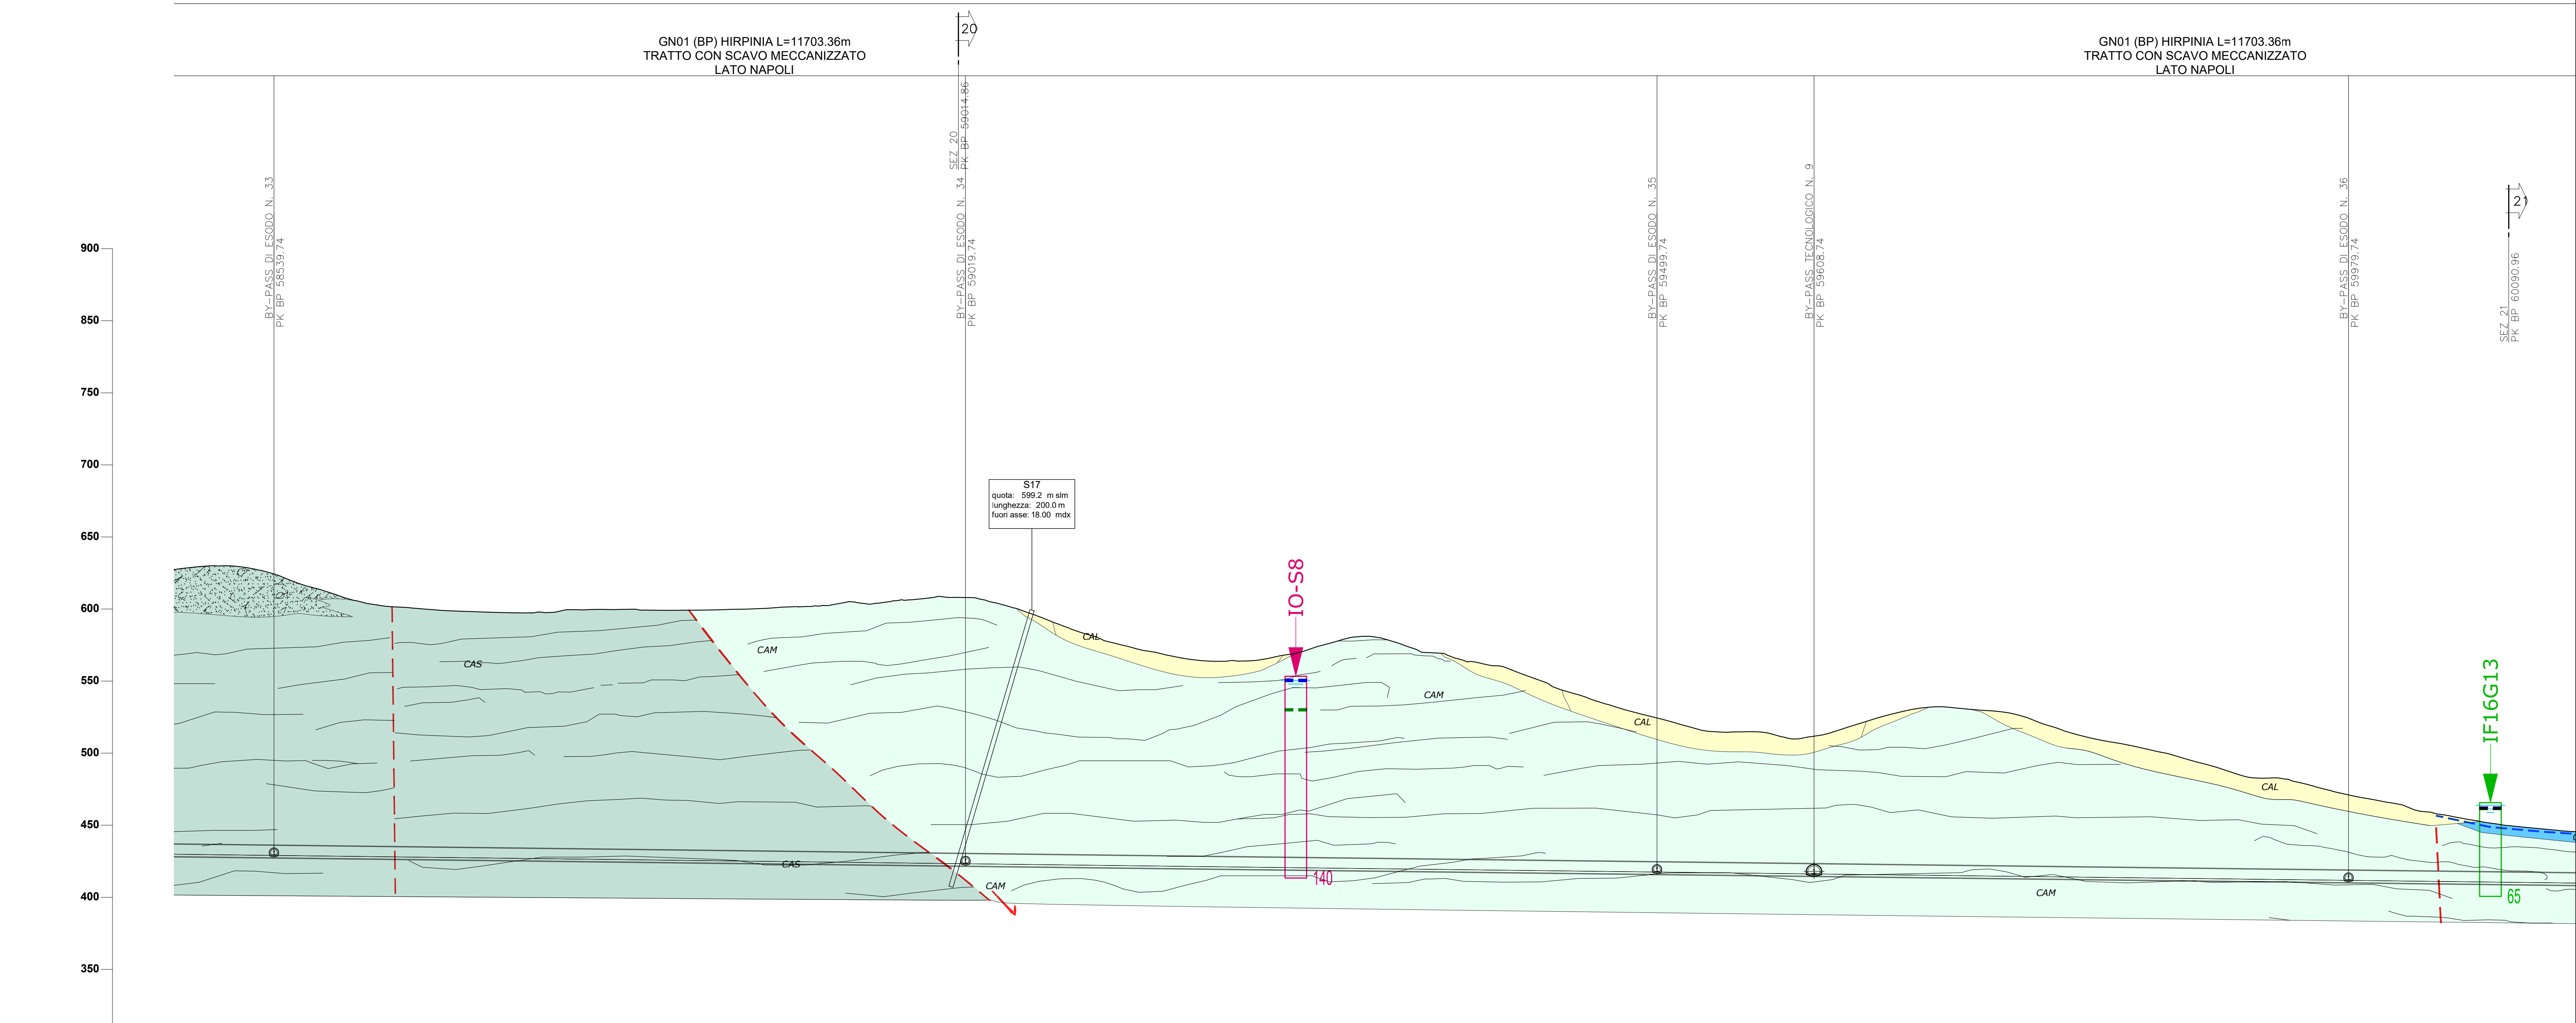 GN01 (BP) HIRPINIA L=11703.36m
TRATTO CON SCAVO MECCANIZZATO
LATO NAPOLI
20
GN01 (BP) HIRPINIA L=11703.36m
TRATTO CON SCAVO MECCANIZZATO
LATO NAPOLI
SEZ 20
PK BP 59014.86
BY-PASS DI ESODO N. 33
PK BP 58539.74
BY-PASS DI ESODO N. 34
PK BP 59019.74
BY-PASS DI ESODO N. 35
PK BP 59499.74
BY-PASS TECNOLOGICO N. 9
PK BP 59608.74
BY-PASS DI ESODO N. 36
PK BP 59979.74
21
SEZ 21
PK BP 60090.96
900
850
800
750
700
650
600
550
500
450
400
350
S17
quota: 599.2 m slm
lunghezza: 200.0 m
fuori asse: 18.00 mdx
IO-S8
140
IF16G13
65
CAS
CAM
CAL
CAM
CAL
CAL
CAS
CAM
CAM